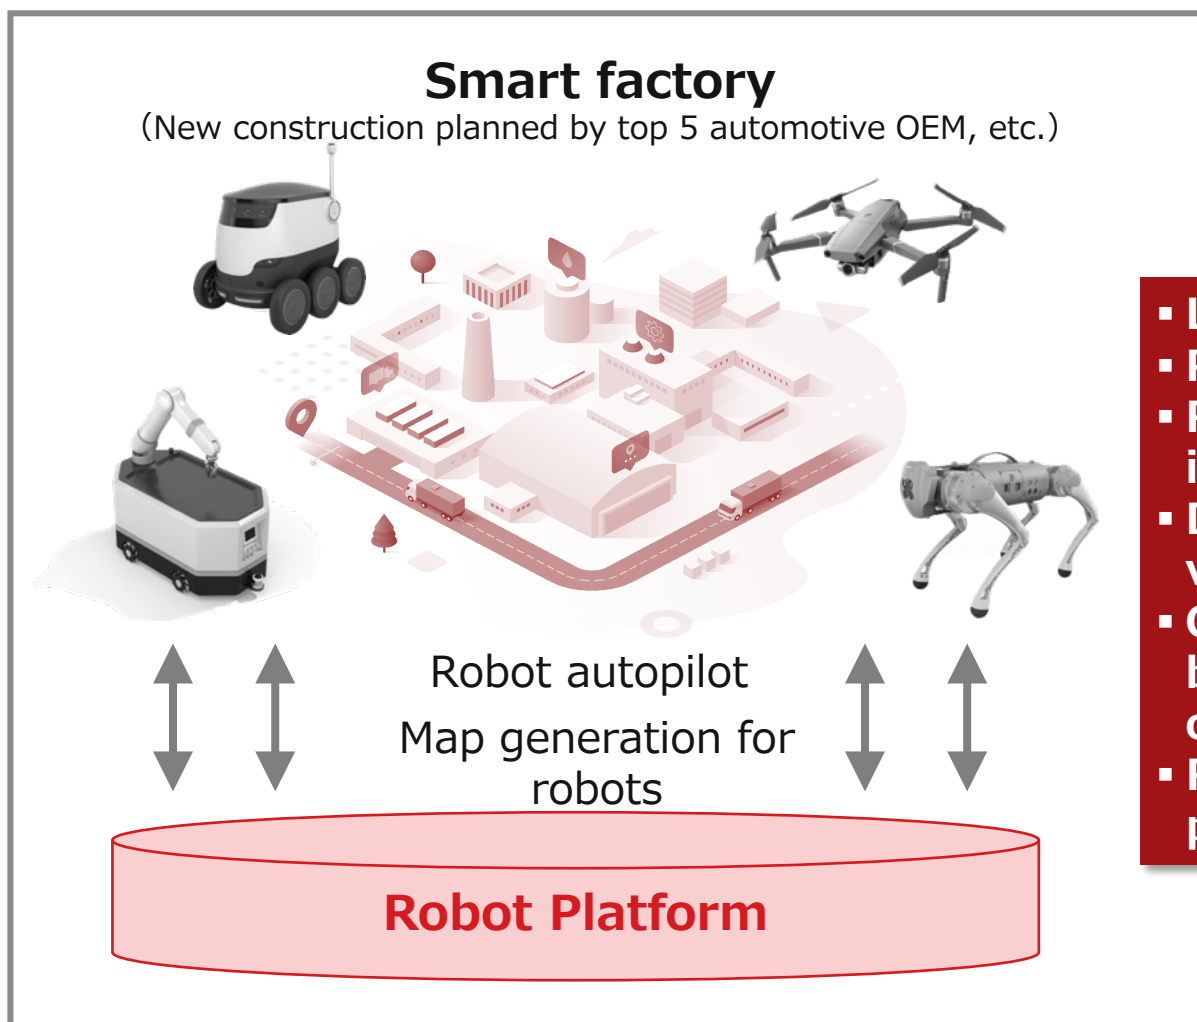 Smart factory
（New construction planned by top 5 automotive OEM, etc.）
Robot autopilot
Map generation for
robots
Robot Platform